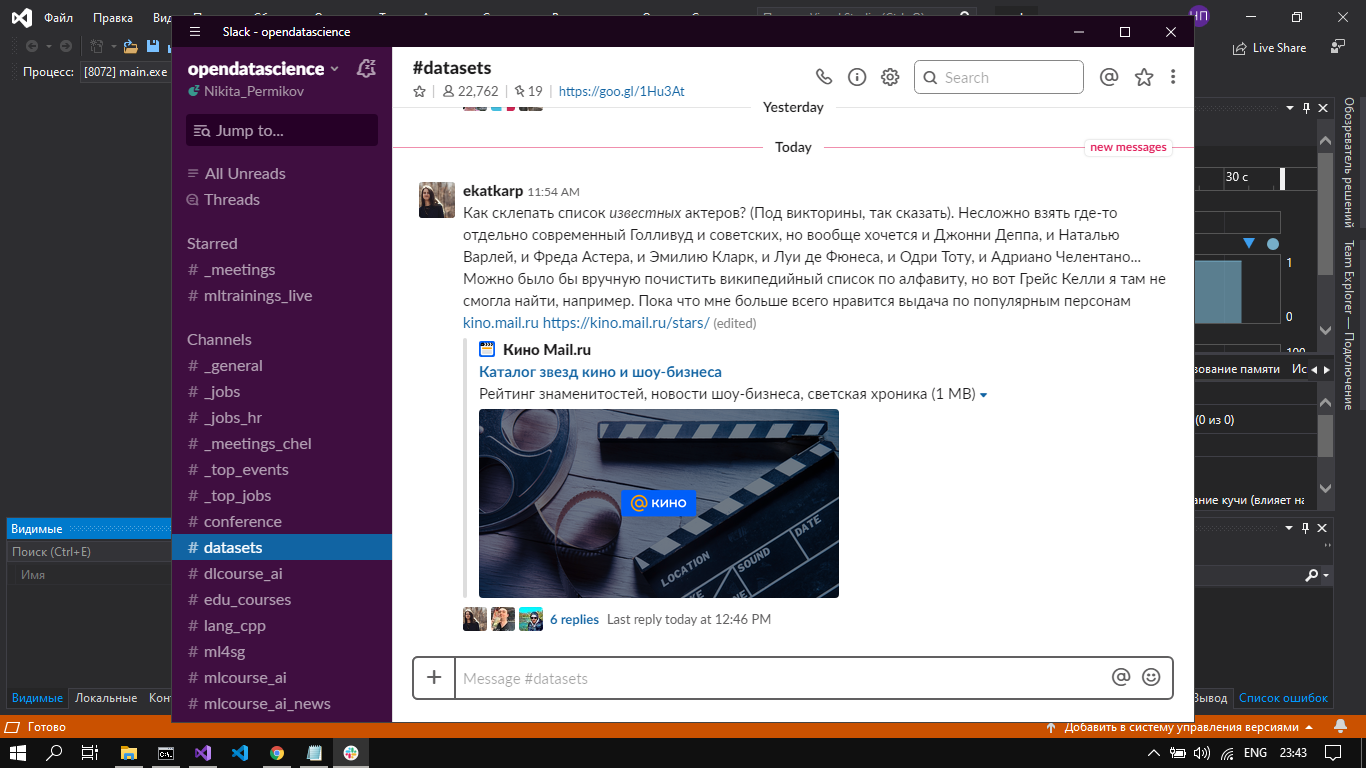 Файл
Правка
Slack - opendatascience
НП
Процесс:
[8072] main.exe
Live Share
opendatascience
Nikita_Permikov
Jump to...
All Unreads
Threads
Starred
# _meetings
# mltrainings_live
Channels
# _general
# _jobs
# _jobs_hr
# _meetings_chel
# _top_events
# _top_jobs
# conference
# datasets
# dlcourse_ai
# edu_courses
# lang_cpp
# ml4sg
# mlcourse_ai
# mlcourse_ai_news
#datasets
22,762
19
https://goo.gl/1Hu3At
Search
Yesterday
Today
new messages
ekatkarp 11:54 AM
Как склепать список известных актеров? (Под викторины, так сказать). Несложно взять где-то
отдельно современный Голливуд и советских, но вообще хочется и Джонни Деппа, и Наталью
Варлей, и Фреда Астера, и Эмилию Кларк, и Луи де Фюнеса, и Одри Тоту, и Адриано Челентано...
Можно было бы вручную почистить википедийный список по алфавиту, но вот Грейс Келли я там не
смогла найти, например. Пока что мне больше всего нравится выдача по популярным персонам
kino.mail.ru https://kino.mail.ru/stars/ (edited)
Кино Mail.ru
Каталог звезд кино и шоу-бизнеса
Рейтинг знаменитостей, новости шоу-бизнеса, светская хроника (1 MB)
@ КИНО
LOCATION
SOUND
DATE
6 replies Last reply today at 12:46 PM
Message #datasets
30 с
1
0
100
Обозреватель решений
Team Explorer — Подключение
(0 из 0)
Видимые
Поиск (Ctrl+E)
Имя
Видимые
Локальные
Вывод
Список ошибок
Готово
Добавить в систему управления версиями
ENG
23:43